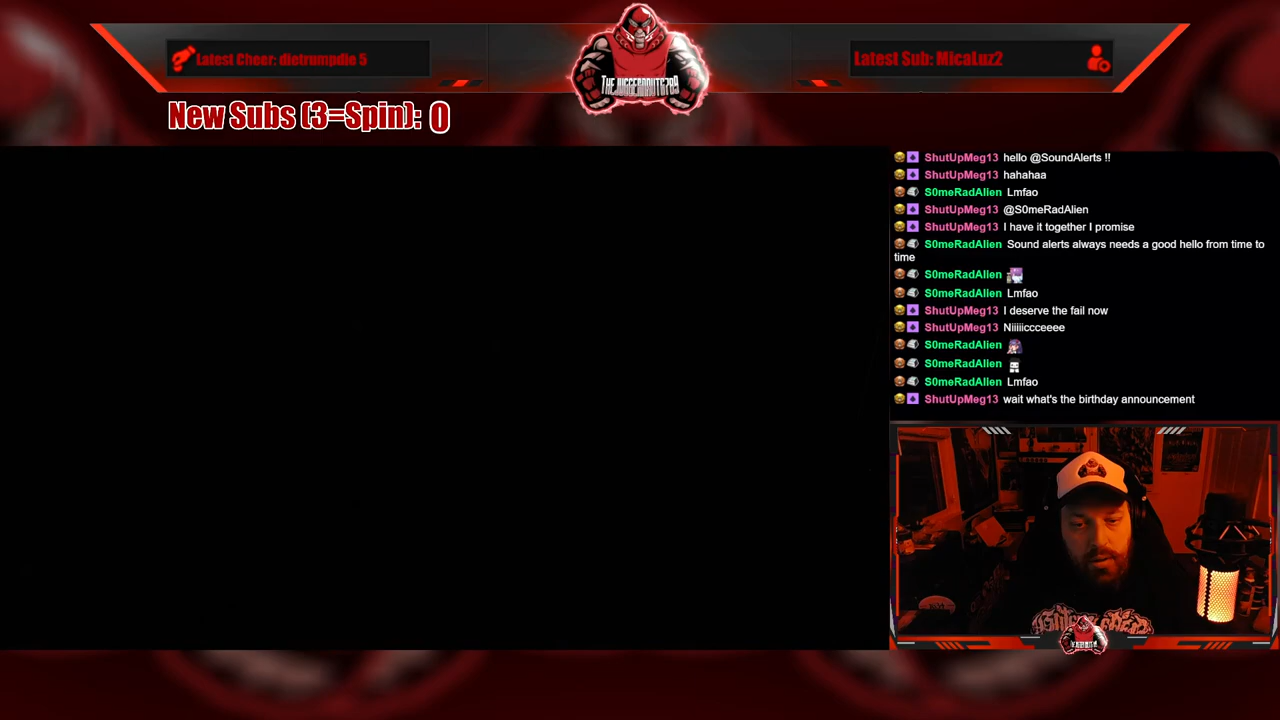 Latest Cheer: dietrumpdie 5
THEJUGGERNAUT6789
Latest Sub: MicaLuz2
New Subs (3=Spin): 0
ShutUpMeg13 hello @SoundAlerts !!
ShutUpMeg13 hahahaa
S0meRadAlien Lmfao
ShutUpMeg13 @S0meRadAlien
ShutUpMeg13 I have it together I promise
S0meRadAlien Sound alerts always needs a good hello from time to
time
S0meRadAlien
S0meRadAlien Lmfao
ShutUpMeg13 I deserve the fail now
ShutUpMeg13 Niiiiccceeee
S0meRadAlien
S0meRadAlien
S0meRadAlien Lmfao
ShutUpMeg13 wait what's the birthday announcement